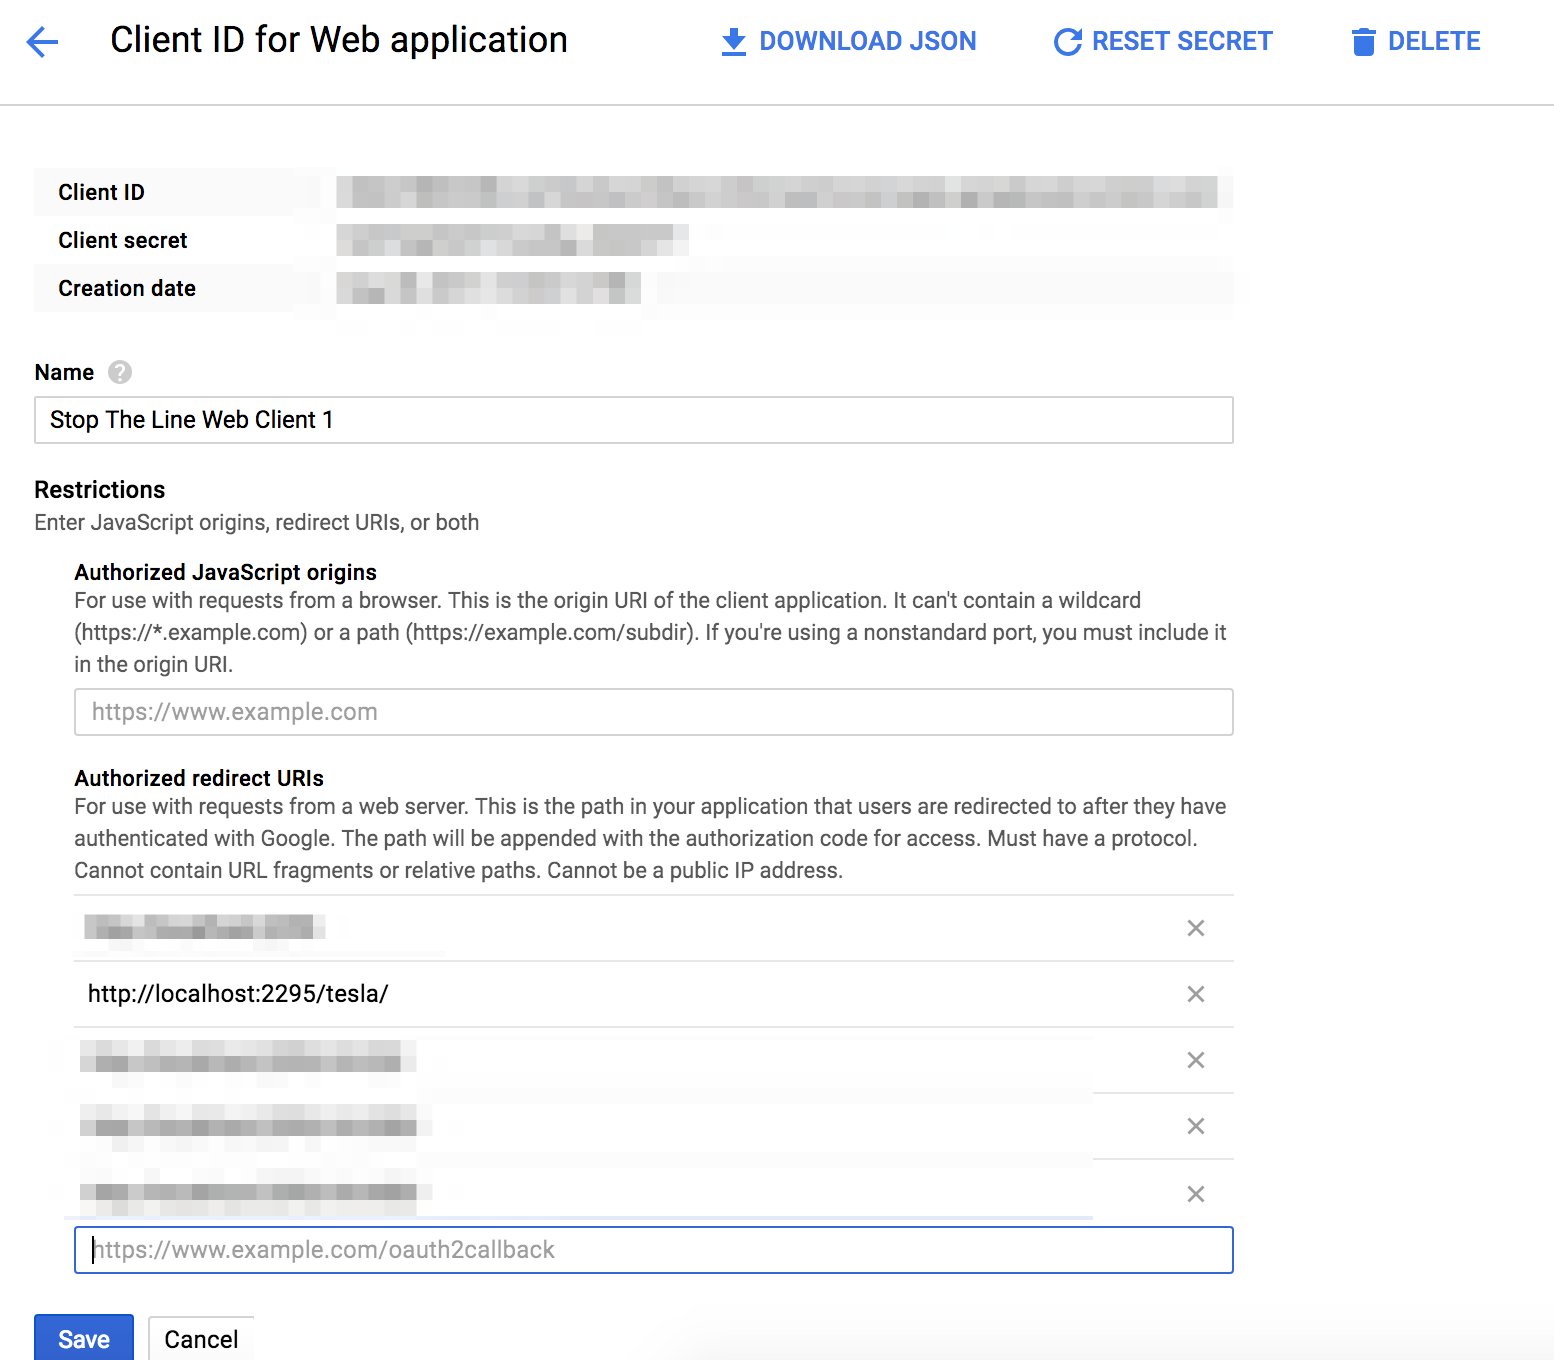 Client ID for Web application
DOWNLOAD JSON
RESET SECRET
DELETE
Client ID
Client secret
Creation date
Name
Stop The Line Web Client 1
Restrictions
Enter JavaScript origins, redirect URIs, or both
Authorized JavaScript origins
For use with requests from a browser. This is the origin URI of the client application. It can't contain a wildcard
(https://*.example.com) or a path (https://example.com/subdir). If you're using a nonstandard port, you must include it
in the origin URI.
https://www.example.com
Authorized redirect URIs
For use with requests from a web server. This is the path in your application that users are redirected to after they have
authenticated with Google. The path will be appended with the authorization code for access. Must have a protocol.
Cannot contain URL fragments or relative paths. Cannot be a public IP address.
http://localhost:2295/tesla/
https://www.example.com/oauth2callback
Save
Cancel